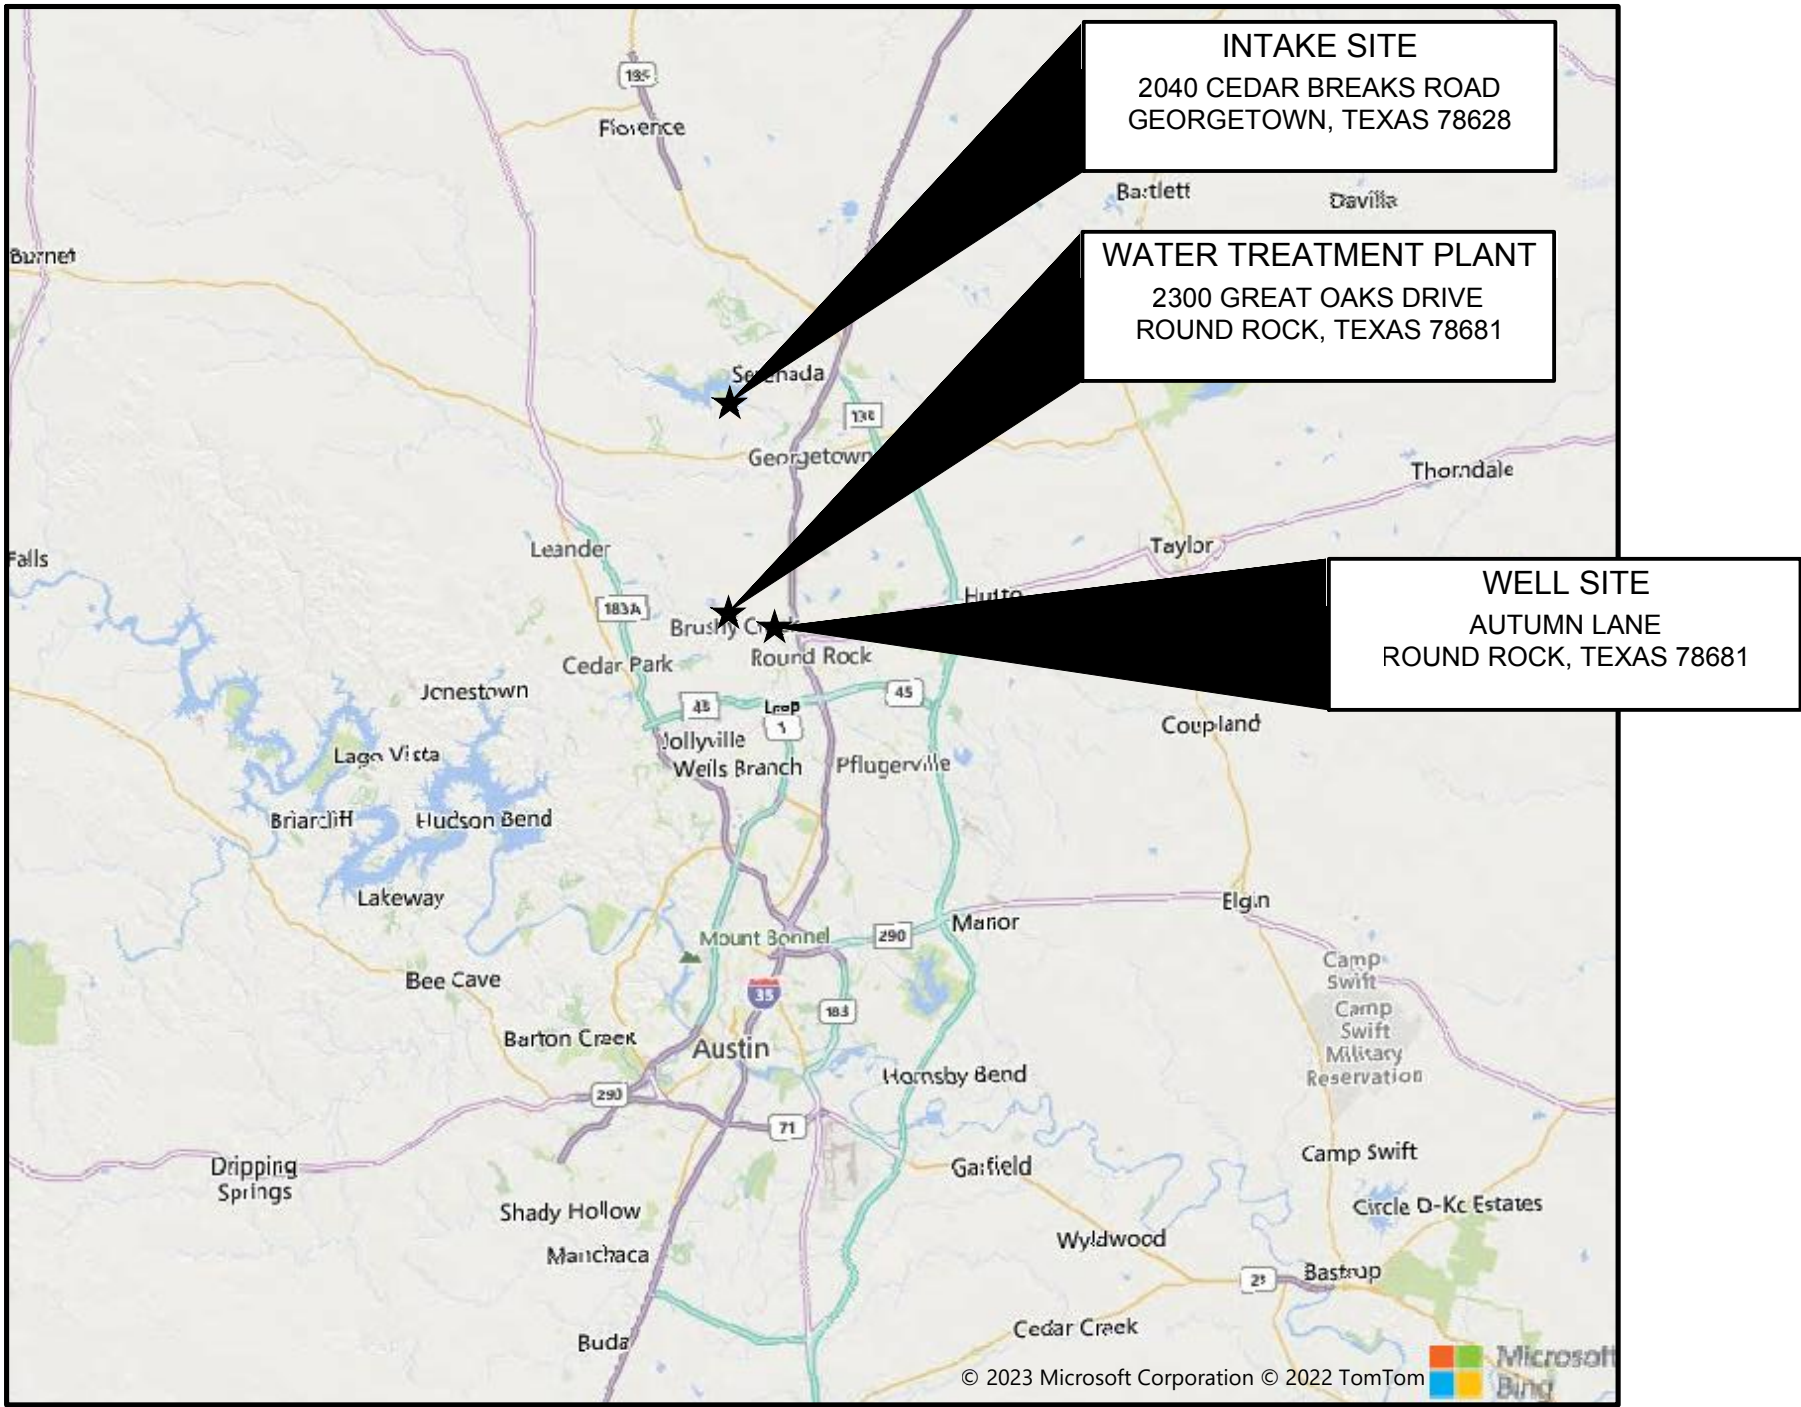 INTAKE SITE
2040 CEDAR BREAKS ROAD
GEORGETOWN, TEXAS 78628
195
Florence
Bartlett
Davilla
Burnet
WATER TREATMENT PLANT
2300 GREAT OAKS DRIVE
ROUND ROCK, TEXAS 78681
Serenada
130
Georgetown
Thorndale
Leander
Taylor
Falls
Hutto
WELL SITE
AUTUMN LANE
ROUND ROCK, TEXAS 78681
183A
Brushy
Round Rock
Cedar Park
Jonestown
45
Loop
1
45
Coupland
Jollyville
Lago Vista
Wells Branch
Pflugerville
Briarcliff
Hudson Bend
Lakeway
Elgin
Manor
290
Mount Bonnel
Camp
Swift
Bee Cave
35
183
Camp
Swift
Military
Reservation
Barton Creek
Austin
Hornsby Bend
290
71
Camp Swift
Dripping
Springs
Garfield
Circle D-KC Estates
Shady Hollow
Wyldwood
Manchaca
Bastrop
Cedar Creek
Buda
© 2023 Microsoft Corporation © 2022 TomTom
Microsoft
Bing